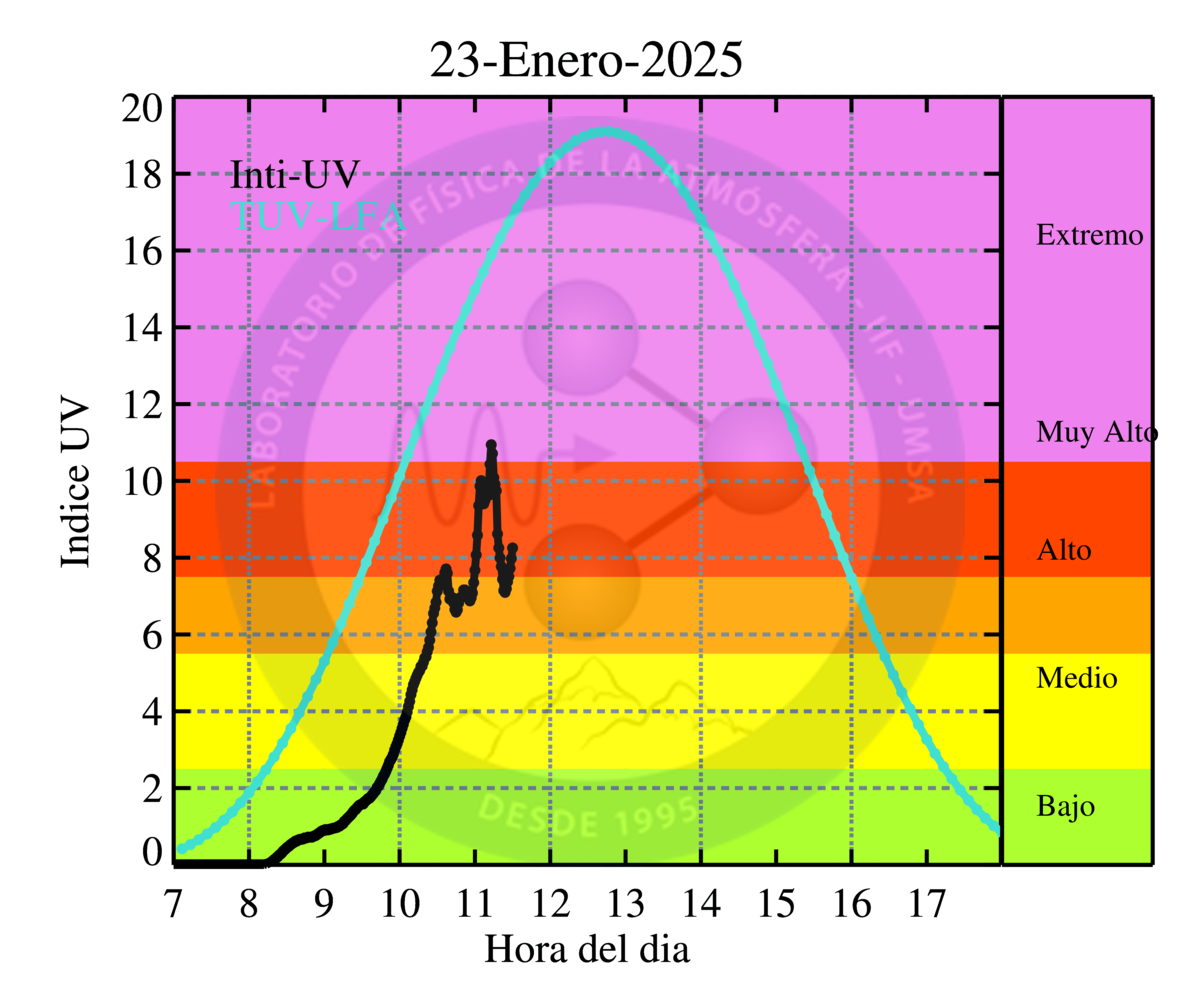 23-Enero-2025
Indice UV
20
18
16
14
12
10
8
6
4
2
0
Inti-UV
TUV-LFA
LABORATORIO DE FÍSICA DE LA ATMÓSFERA - IIF - UMSA
DESDE 1995
Extremo
Muy Alto
Alto
Medio
Bajo
7 8 9 10 11 12 13 14 15 16 17
Hora del dia